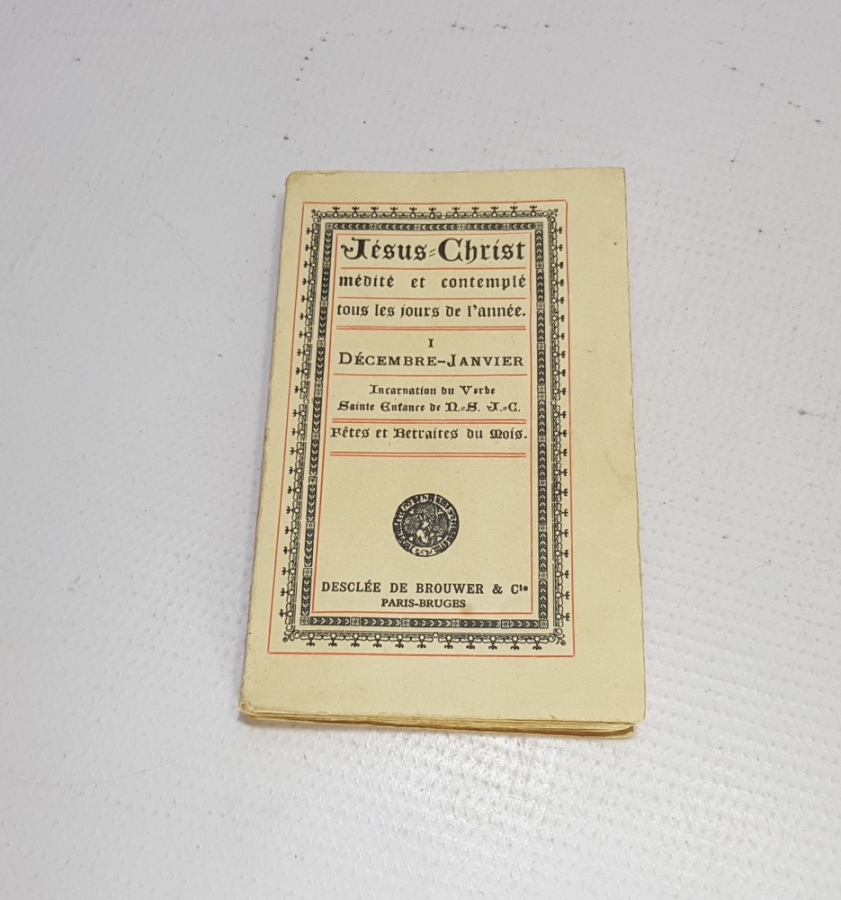 Jésus-Christ
médité et contemplé
tous les jours de l'année.
I
DÉCEMBRE-JANVIER
Incarnation du Verbe
Sainte Enfance de N.-S. J.-C.
Fêtes et Retraites du Mois.
DESCLÉE DE BROUWER & Cie
PARIS-BRUGES